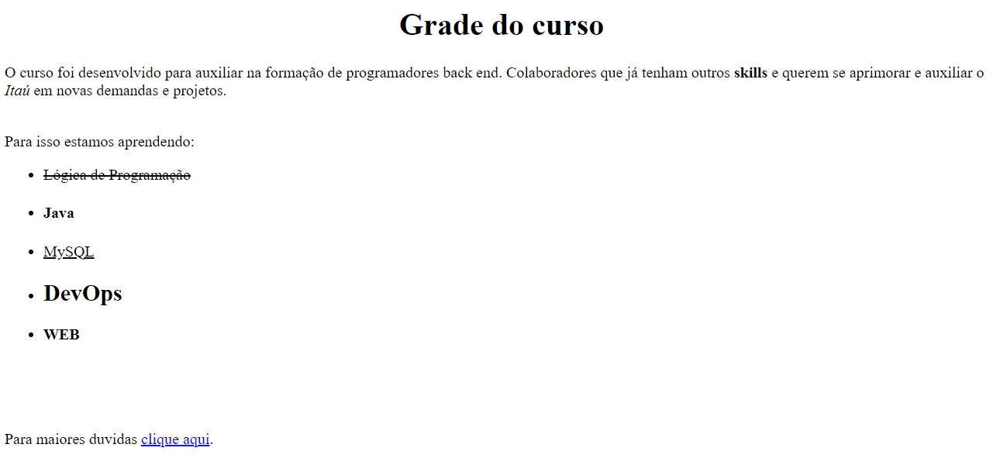 Grade do curso
O curso foi desenvolvido para auxiliar na formação de programadores back end. Colaboradores que já tenham outros skills e querem se aprimorar e auxiliar o
Itaú em novas demandas e projetos.
Para isso estamos aprendendo:
Lógica de Programação
Java
MySQL
DevOps
WEB
Para maiores duvidas clique aqui.